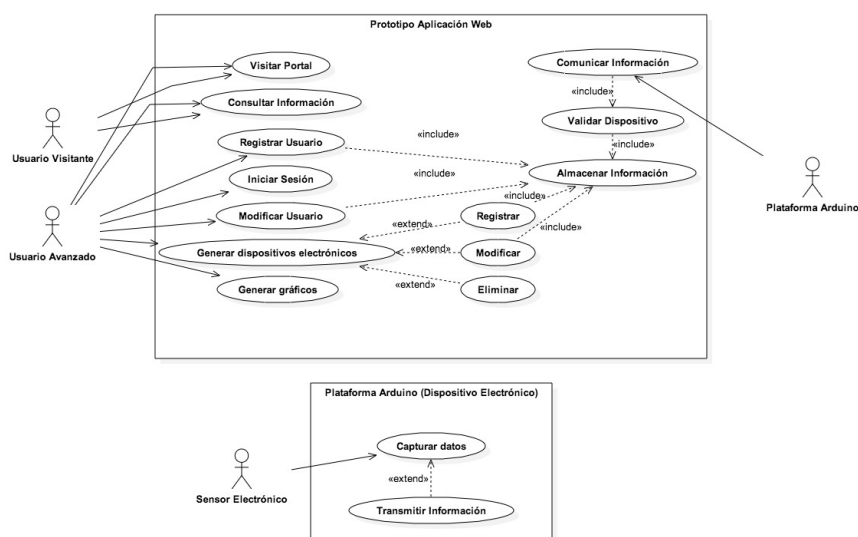 Prototipo Aplicación Web
Visitar Portal
Comunicar Información
«include»
Consultar Información
Validar Dispositivo
Usuario Visitante
Registrar Usuario
«include»
«include»
Iniciar Sesión
«include»
Almacenar Información
Plataforma Arduino
Modificar Usuario
«extend»
Registrar
«include»
«include»
Usuario Avanzado
Generar dispositivos electrónicos
«extend»
Modificar
Generar gráficos
«extend»
Eliminar
Plataforma Arduino (Dispositivo Electrónico)
Capturar datos
«extend»
Sensor Electrónico
Transmitir Información